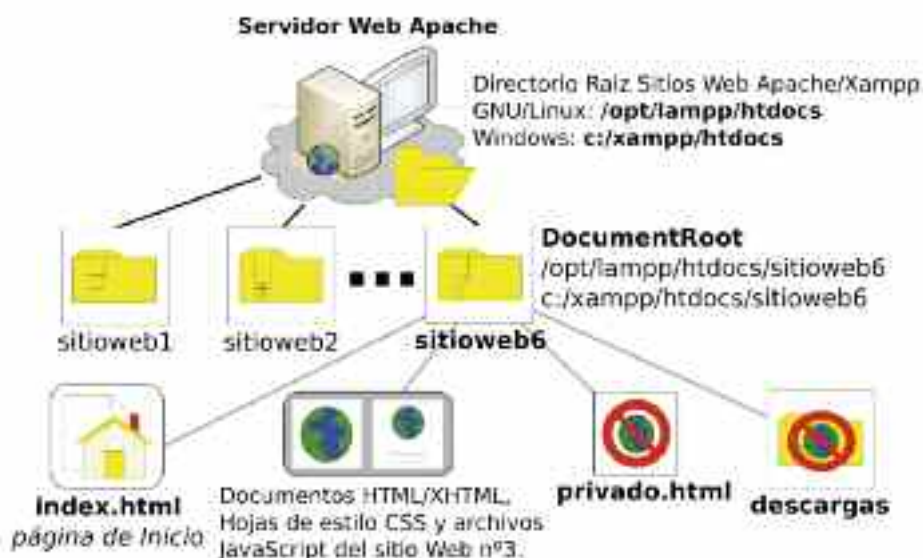 Servidor Web Apache
Directorio Raiz Sitios Web Apache/Xampp
GNU/Linux: /opt/lampp/htdocs
Windows: c:/xampp/htdocs
DocumentRoot
/opt/lampp/htdocs/sitioweb6
c:/xampp/htdocs/sitioweb6
sitioweb1
sitioweb2
sitioweb6
index.html
página de Inicio
Documentos HTML/XHTML,
Hojas de estilo CSS y archivos
JavaScript del sitio Web nº3.
privado.html
descargas